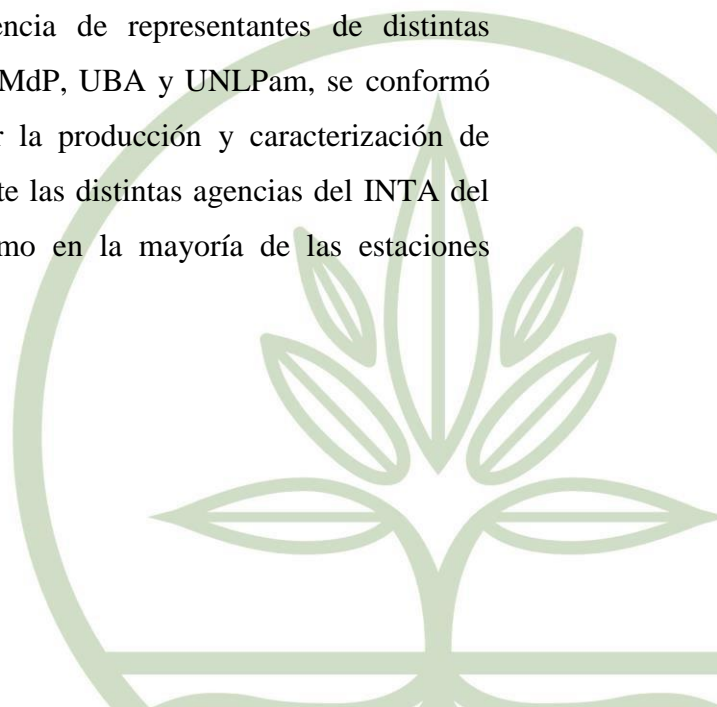 encia de representantes de distintas
MdP, UBA y UNLPam, se conformó
r la producción y caracterización de
te las distintas agencias del INTA del
mo en la mayoría de las estaciones